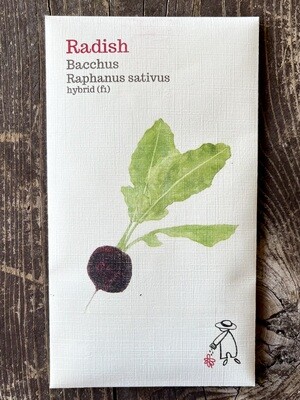 Radish
Bacchus
Raphanus sativus
hybrid (f1)